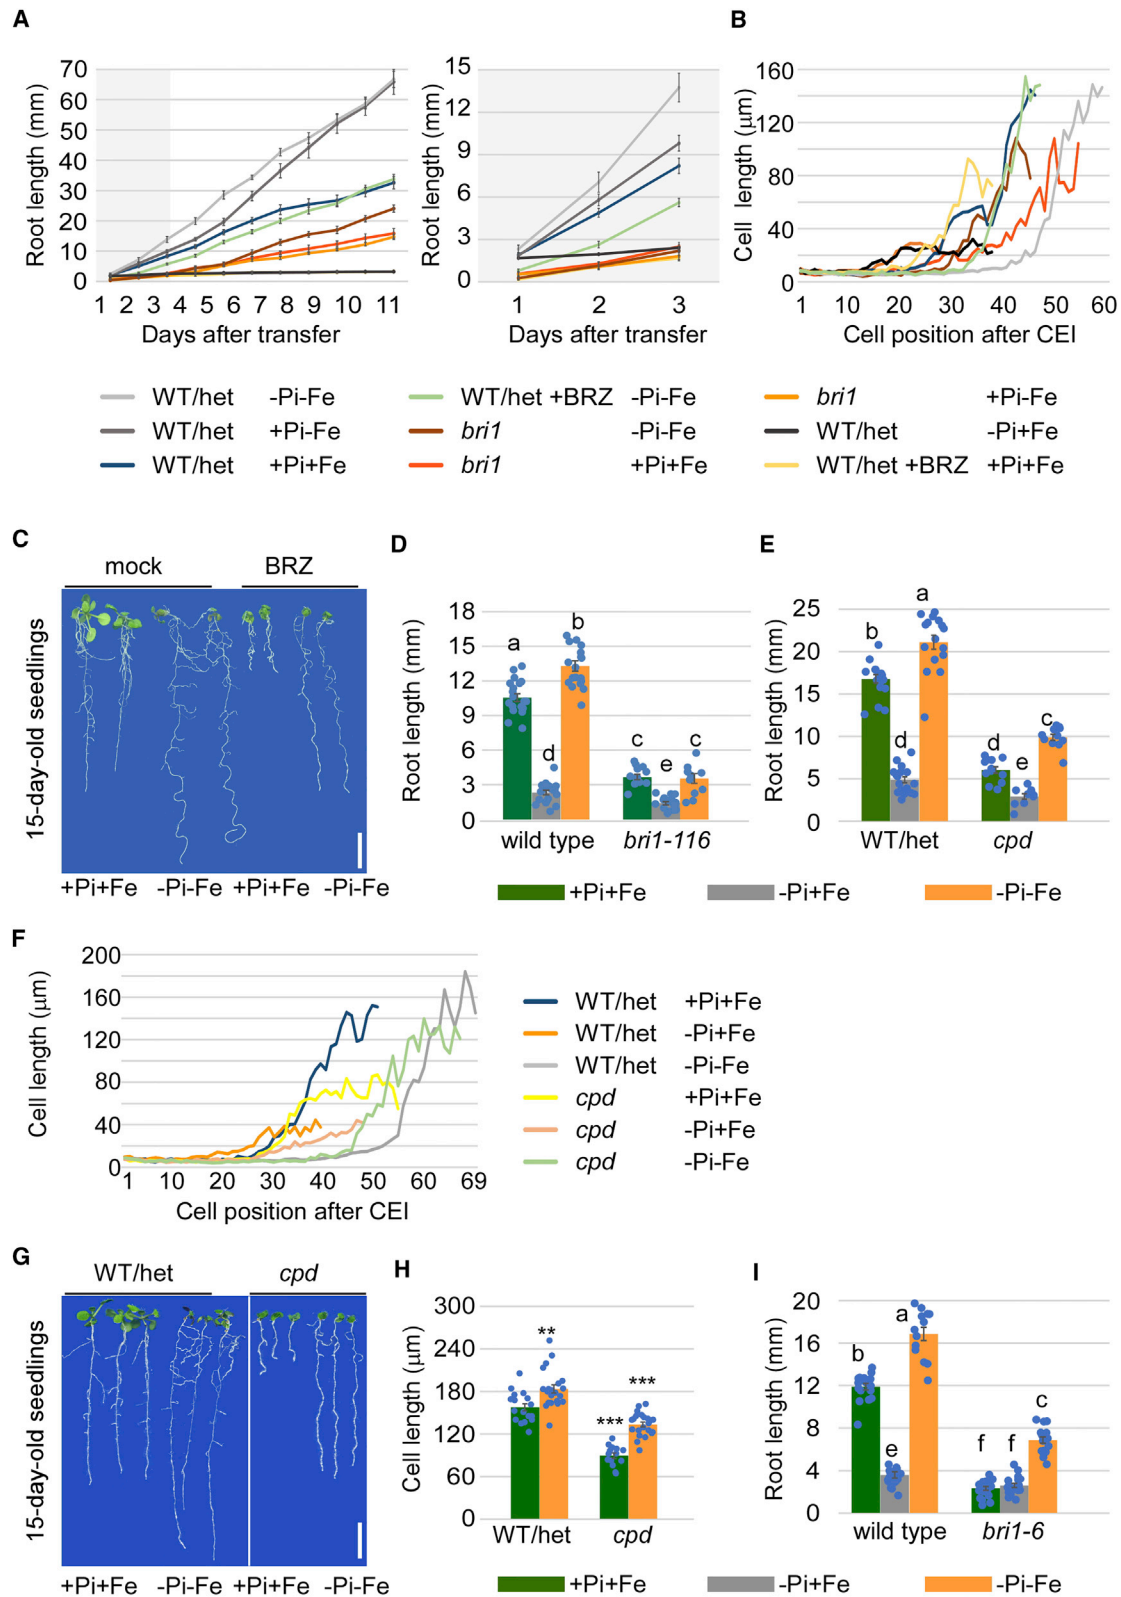 A
B
Root length (mm)
70
60
50
40
30
20
10
0
1 2 3 4 5 6 7 8 9 10 11
Days after transfer
Root length (mm)
15
12
9
6
3
0
1 2 3
Days after transfer
Cell length (μm)
160
120
80
40
0
1 10 20 30 40 50 60
Cell position after CEI
WT/het -Pi-Fe
WT/het +BRZ -Pi-Fe
bri1 +Pi-Fe
WT/het +Pi-Fe
bri1 -Pi-Fe
WT/het -Pi+Fe
WT/het +Pi+Fe
bri1 +Pi+Fe
WT/het +BRZ +Pi+Fe
C
mock BRZ
15-day-old seedlings
+Pi+Fe -Pi-Fe +Pi+Fe -Pi-Fe
D
Root length (mm)
18
15
12
9
6
3
0
a d b c e c
wild type bri1-116
E
Root length (mm)
25
20
15
10
5
0
b d a d e c
WT/het cpd
+Pi+Fe -Pi+Fe -Pi-Fe
F
Cell length (μm)
200
160
120
80
40
0
1 10 20 30 40 50 60 69
Cell position after CEI
WT/het +Pi+Fe
WT/het -Pi+Fe
WT/het -Pi-Fe
cpd +Pi+Fe
cpd -Pi+Fe
cpd -Pi-Fe
G
WT/het cpd
15-day-old seedlings
+Pi+Fe -Pi-Fe +Pi+Fe -Pi-Fe
H
Cell length (μm)
300
240
180
120
60
0
** *** ***
WT/het cpd
I
Root length (mm)
20
16
12
8
4
0
b e a f f c
wild type bri1-6
+Pi+Fe -Pi+Fe -Pi-Fe